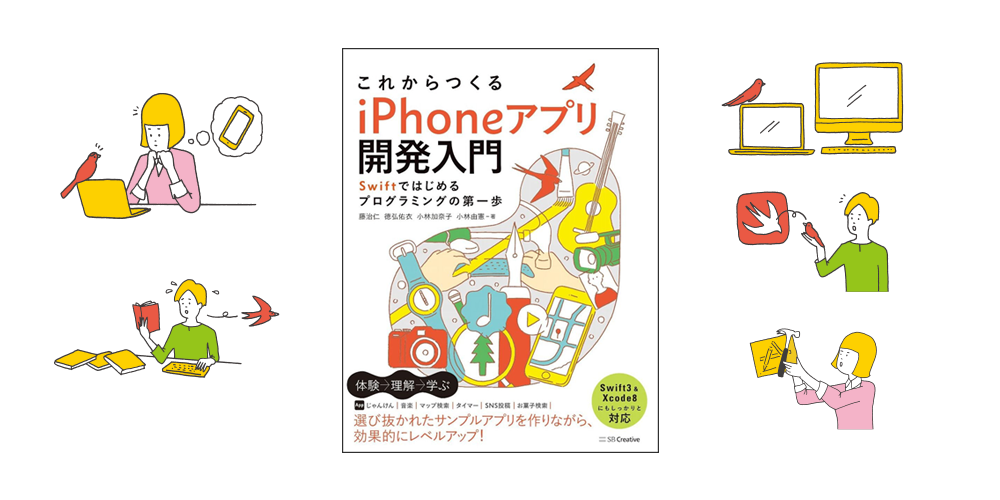 これからつくる
iPhoneアプリ
開発入門
Swiftではじめる
プログラミングの第一歩
藤治仁 徳弘佑衣 小林加奈子 小林由憲=著
体験→理解→学ぶ
App じゃんけん | 音楽 | マップ検索 | タイマー | SNS投稿 | お菓子検索 |
選び抜かれたサンプルアプリを作りながら、
効果的にレベルアップ!
Swift3 &
Xcode8
にもしっかりと
対応
SB Creative